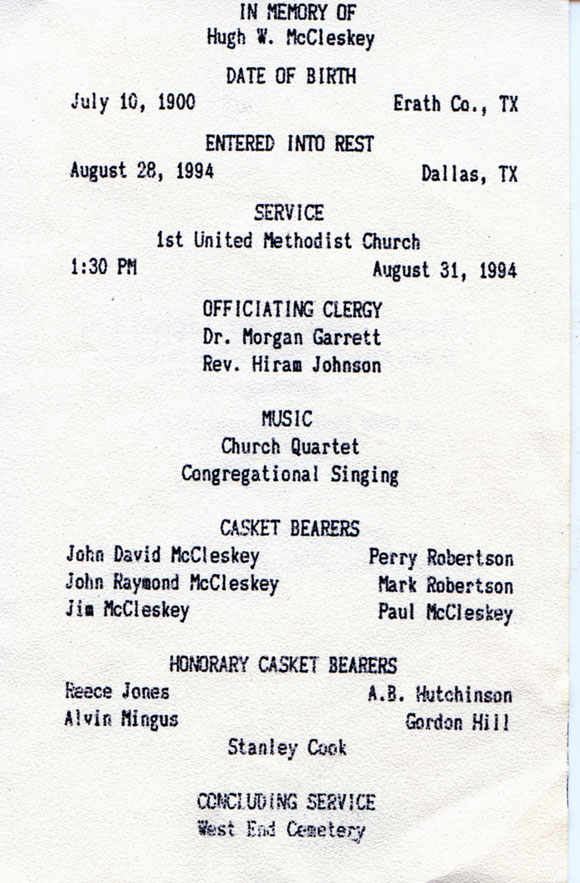 IN MEMORY OF
Hugh W. McCleskey
DATE OF BIRTH
July 10, 1900 Erath Co., TX
ENTERED INTO REST
August 28, 1994 Dallas, TX
SERVICE
1st United Methodist Church
1:30 PM August 31, 1994
OFFICIATING CLERGY
Dr. Morgan Garrett
Rev. Hiram Johnson
MUSIC
Church Quartet
Congregational Singing
CASKET BEARERS
John David McCleskey Perry Robertson
John Raymond McCleskey Mark Robertson
Jim McCleskey Paul McCleskey
HONORARY CASKET BEARERS
Reece Jones A.B. Hutchinson
Alvin Mingus Gordon Hill
Stanley Cook
CONCLUDING SERVICE
West End Cemetery